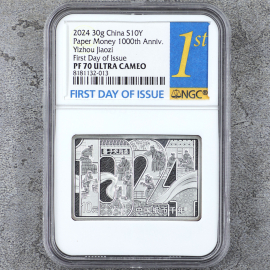 2024 30g China S10Y
Paper Money 1000th Anniv.
Yizhou Jiaozi
First Day of Issue
PF 70 ULTRA CAMEO
8181132-013
1st
FIRST DAY OF ISSUE
NGC
1024